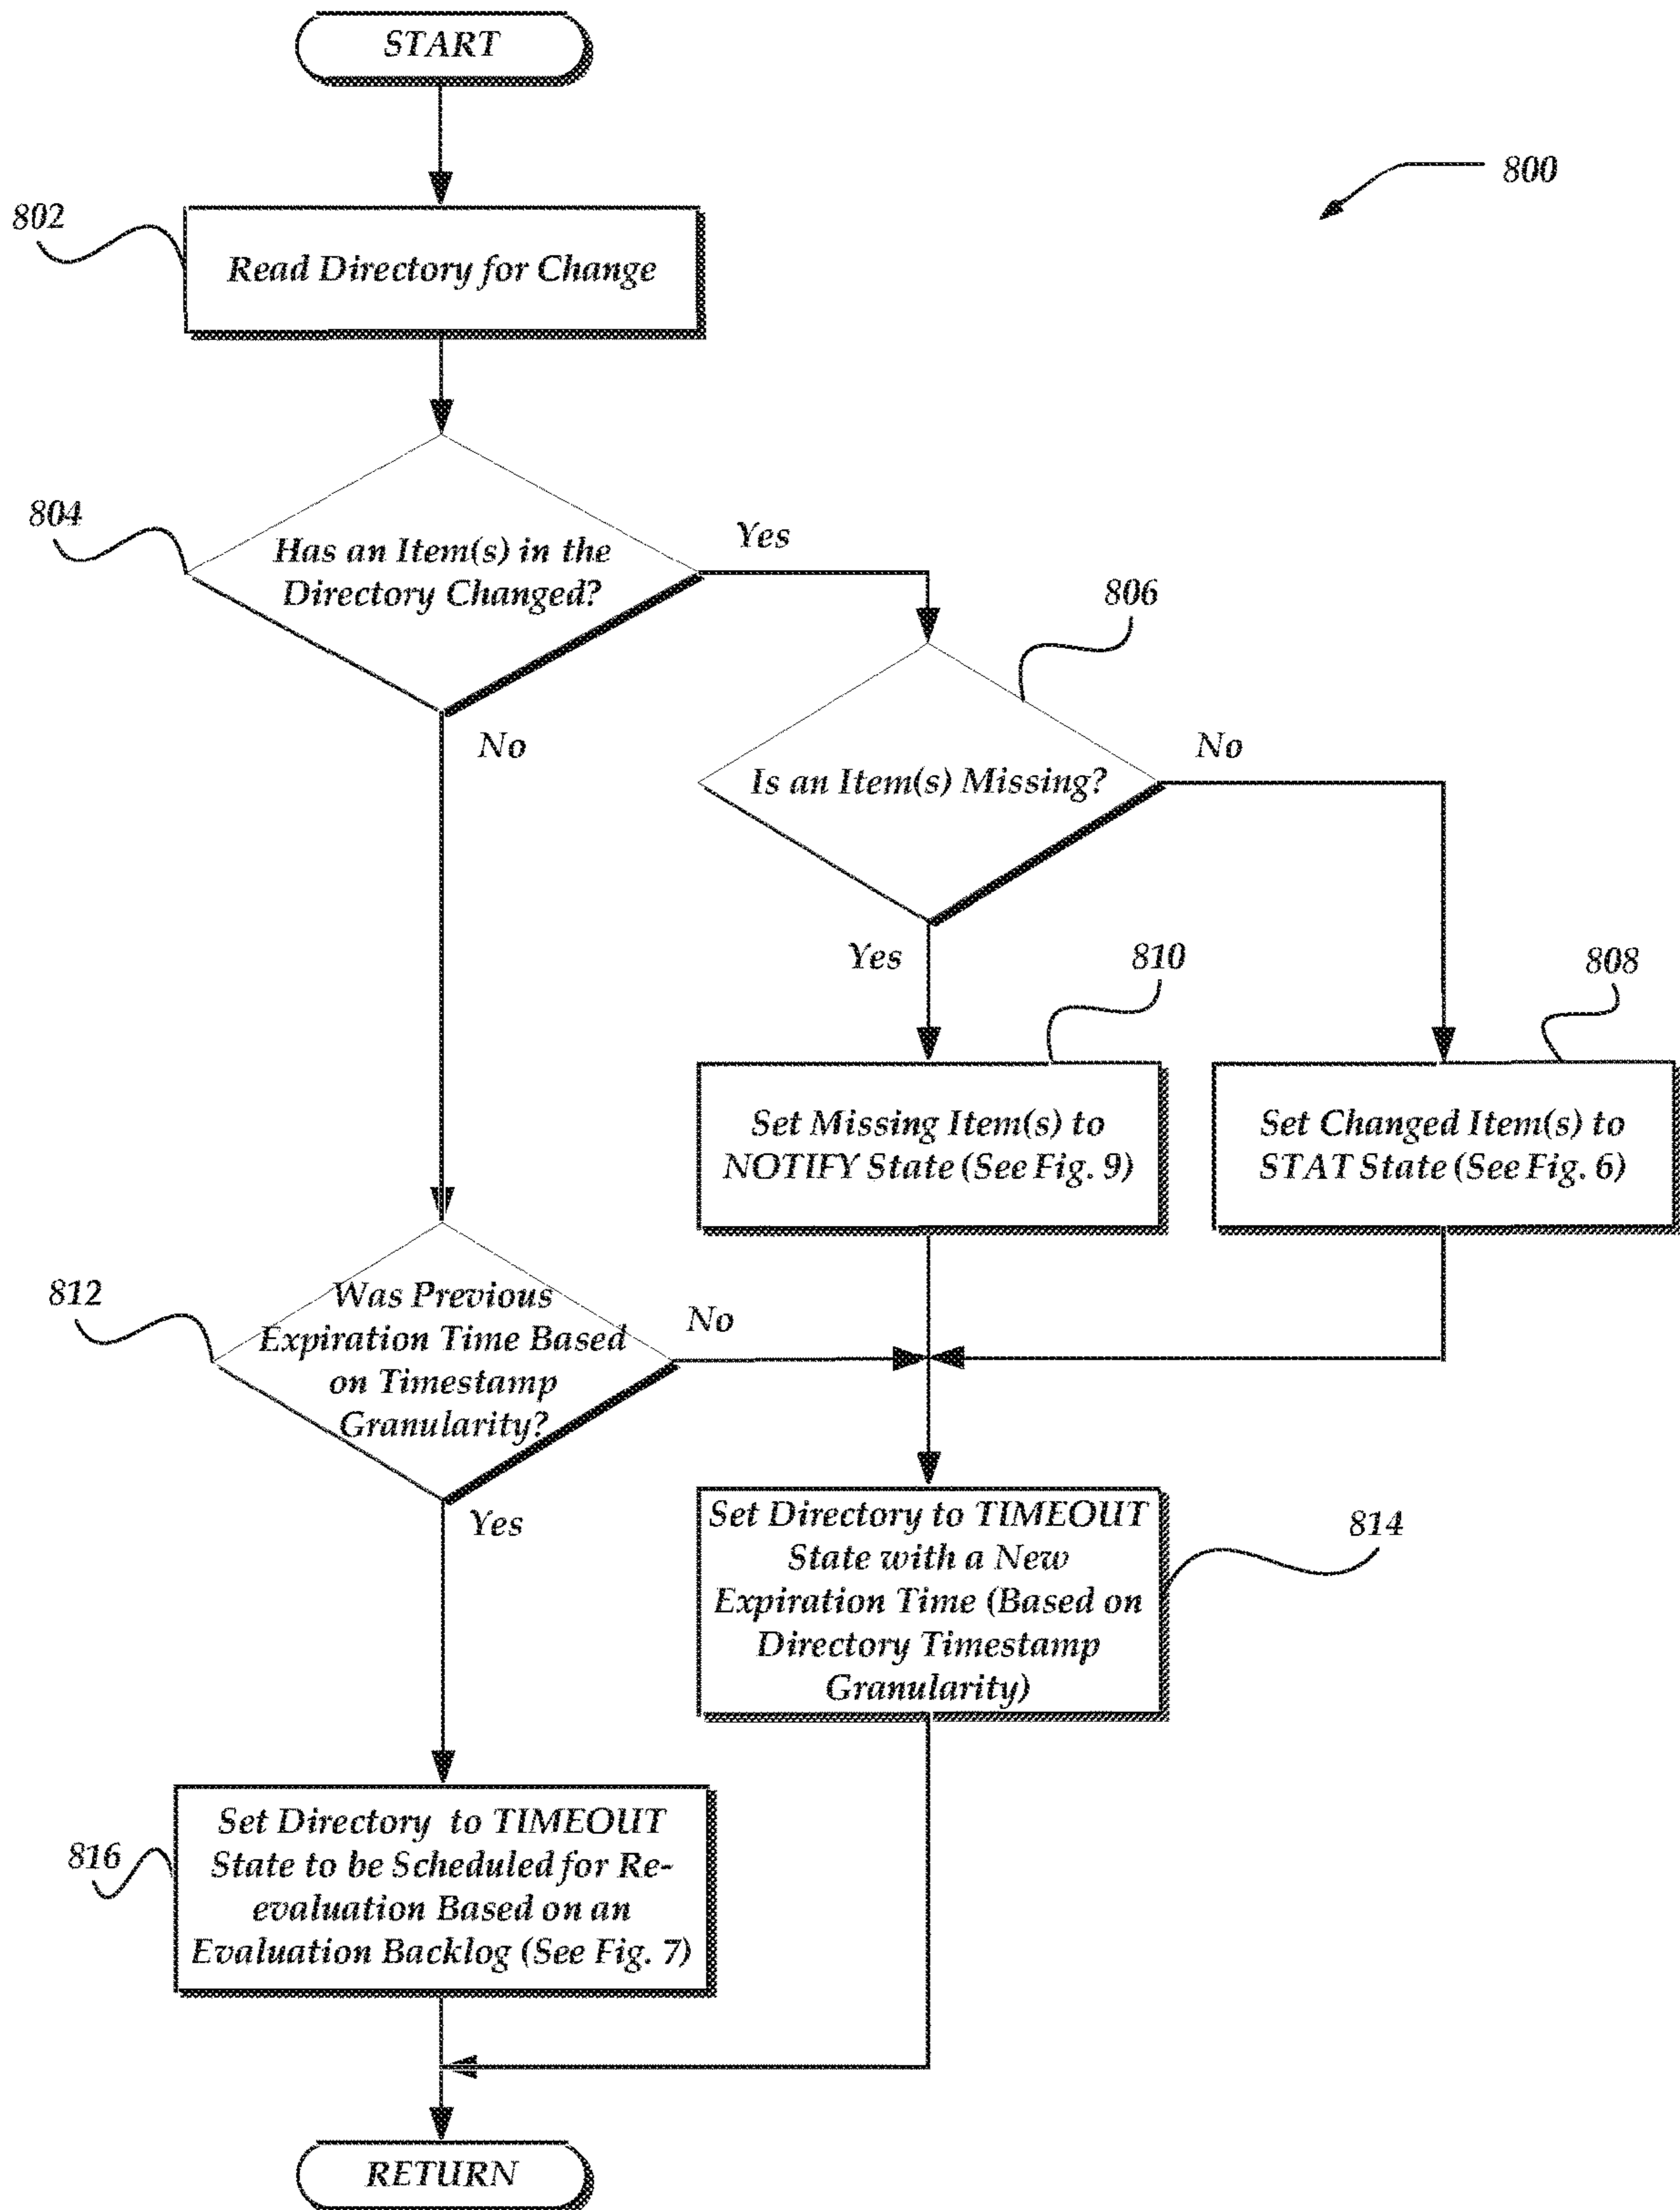 START
800
802
Read Directory for Change
804
Has an Item(s) in the
Directory Changed?
Yes
No
806
Is an Item(s) Missing?
No
Yes
810
808
Set Missing Item(s) to
NOTIFY State (See Fig. 9)
Set Changed Item(s) to
STAT State (See Fig. 6)
812
Was Previous
Expiration Time Based
on Timestamp
Granularity?
No
Yes
Set Directory to TIMEOUT
State with a New
Expiration Time (Based on
Directory Timestamp
Granularity)
814
816
Set Directory to TIMEOUT
State to be Scheduled for Re-
evaluation Based on an
Evaluation Backlog (See Fig. 7)
RETURN